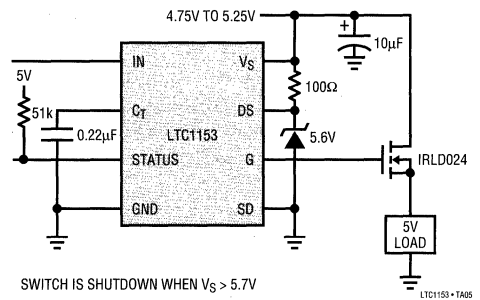 4.75V TO 5.25V
+
10µF
IN
VS
5V
100Ω
51k
CT
DS
0.22µF
LTC1153
5.6V
STATUS
G
IRLD024
GND
SD
5V
LOAD
SWITCH IS SHUTDOWN WHEN VS > 5.7V
LTC1153 • TA05